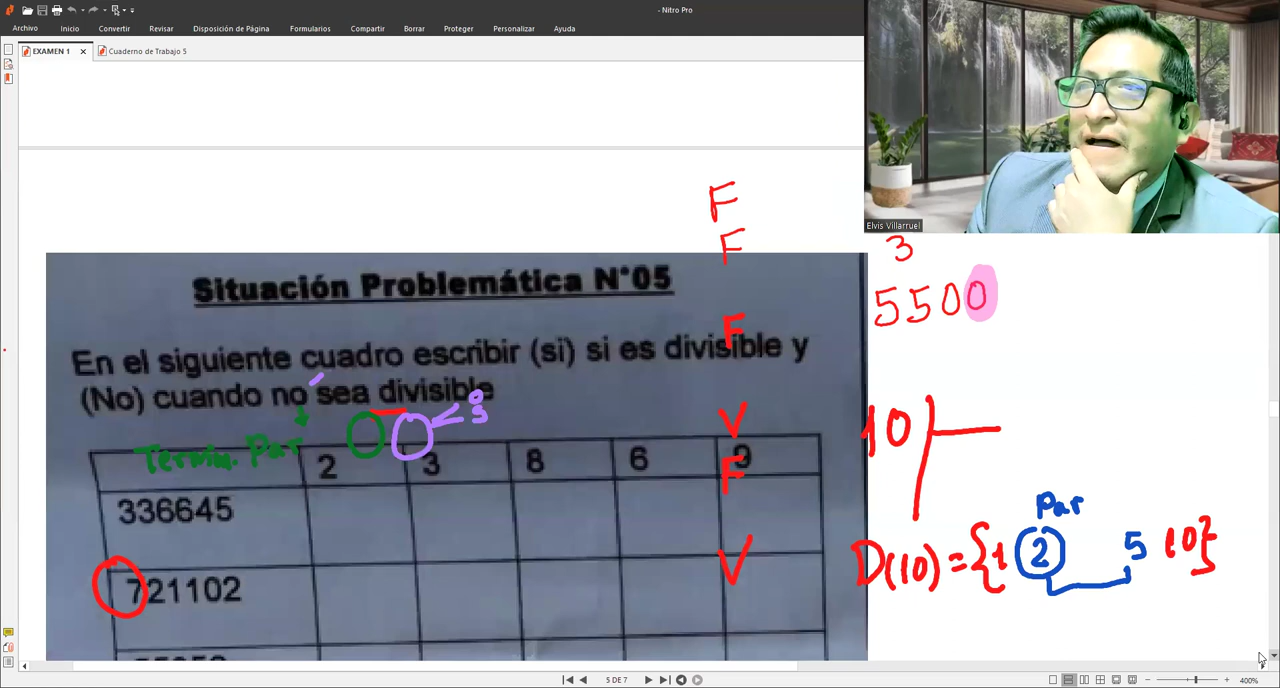 - Nitro Pro
Archivo Inicio Convertir Revisar Disposición de Página Formularios Compartir Borrar Proteger Personalizar Ayuda
EXAMEN 1 × Cuaderno de Trabajo 5
Elvis Villarruel
F
F
3
5500
Situación Problemática N°05
F
En el siguiente cuadro escribir (si) si es divisible y
(No) cuando no sea divisible
V
10
Termin. Par
2 3 8 6 9
F
336645
Par
V
D(10)={1 2 5 10}
721102
5 DE 7
400%